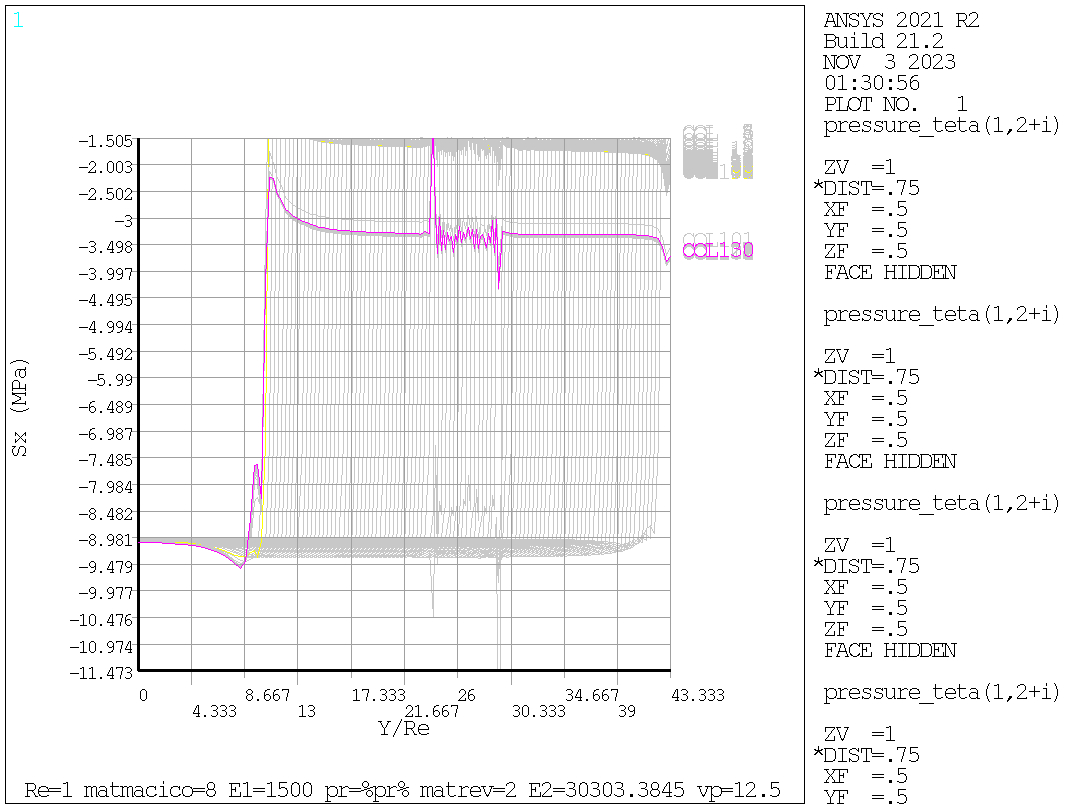 1
ANSYS 2021 R2
Build 21.2
NOV  3 2023
01:30:56
PLOT NO.   1
pressure_teta(1,2+i)
ZV  =1
*DIST=.75
XF  =.5
YF  =.5
ZF  =.5
FACE HIDDEN
pressure_teta(1,2+i)
ZV  =1
*DIST=.75
XF  =.5
YF  =.5
ZF  =.5
FACE HIDDEN
pressure_teta(1,2+i)
ZV  =1
*DIST=.75
XF  =.5
YF  =.5
ZF  =.5
FACE HIDDEN
pressure_teta(1,2+i)
ZV  =1
*DIST=.75
XF  =.5
YF  =.5
-1.505
-2.003
-2.502
-3
-3.498
-3.997
-4.495
-4.994
-5.492
-5.99
-6.489
-6.987
-7.485
-7.984
-8.482
-8.981
-9.479
-9.977
-10.476
-10.974
-11.473
Sx (MPa)
COL101
COL130
0
4.333
8.667
13
17.333
21.667
26
30.333
34.667
39
43.333
Y/Re
Re=1 matmacico=8 E1=1500 pr=%pr% matrev=2 E2=30303.3845 vp=12.5